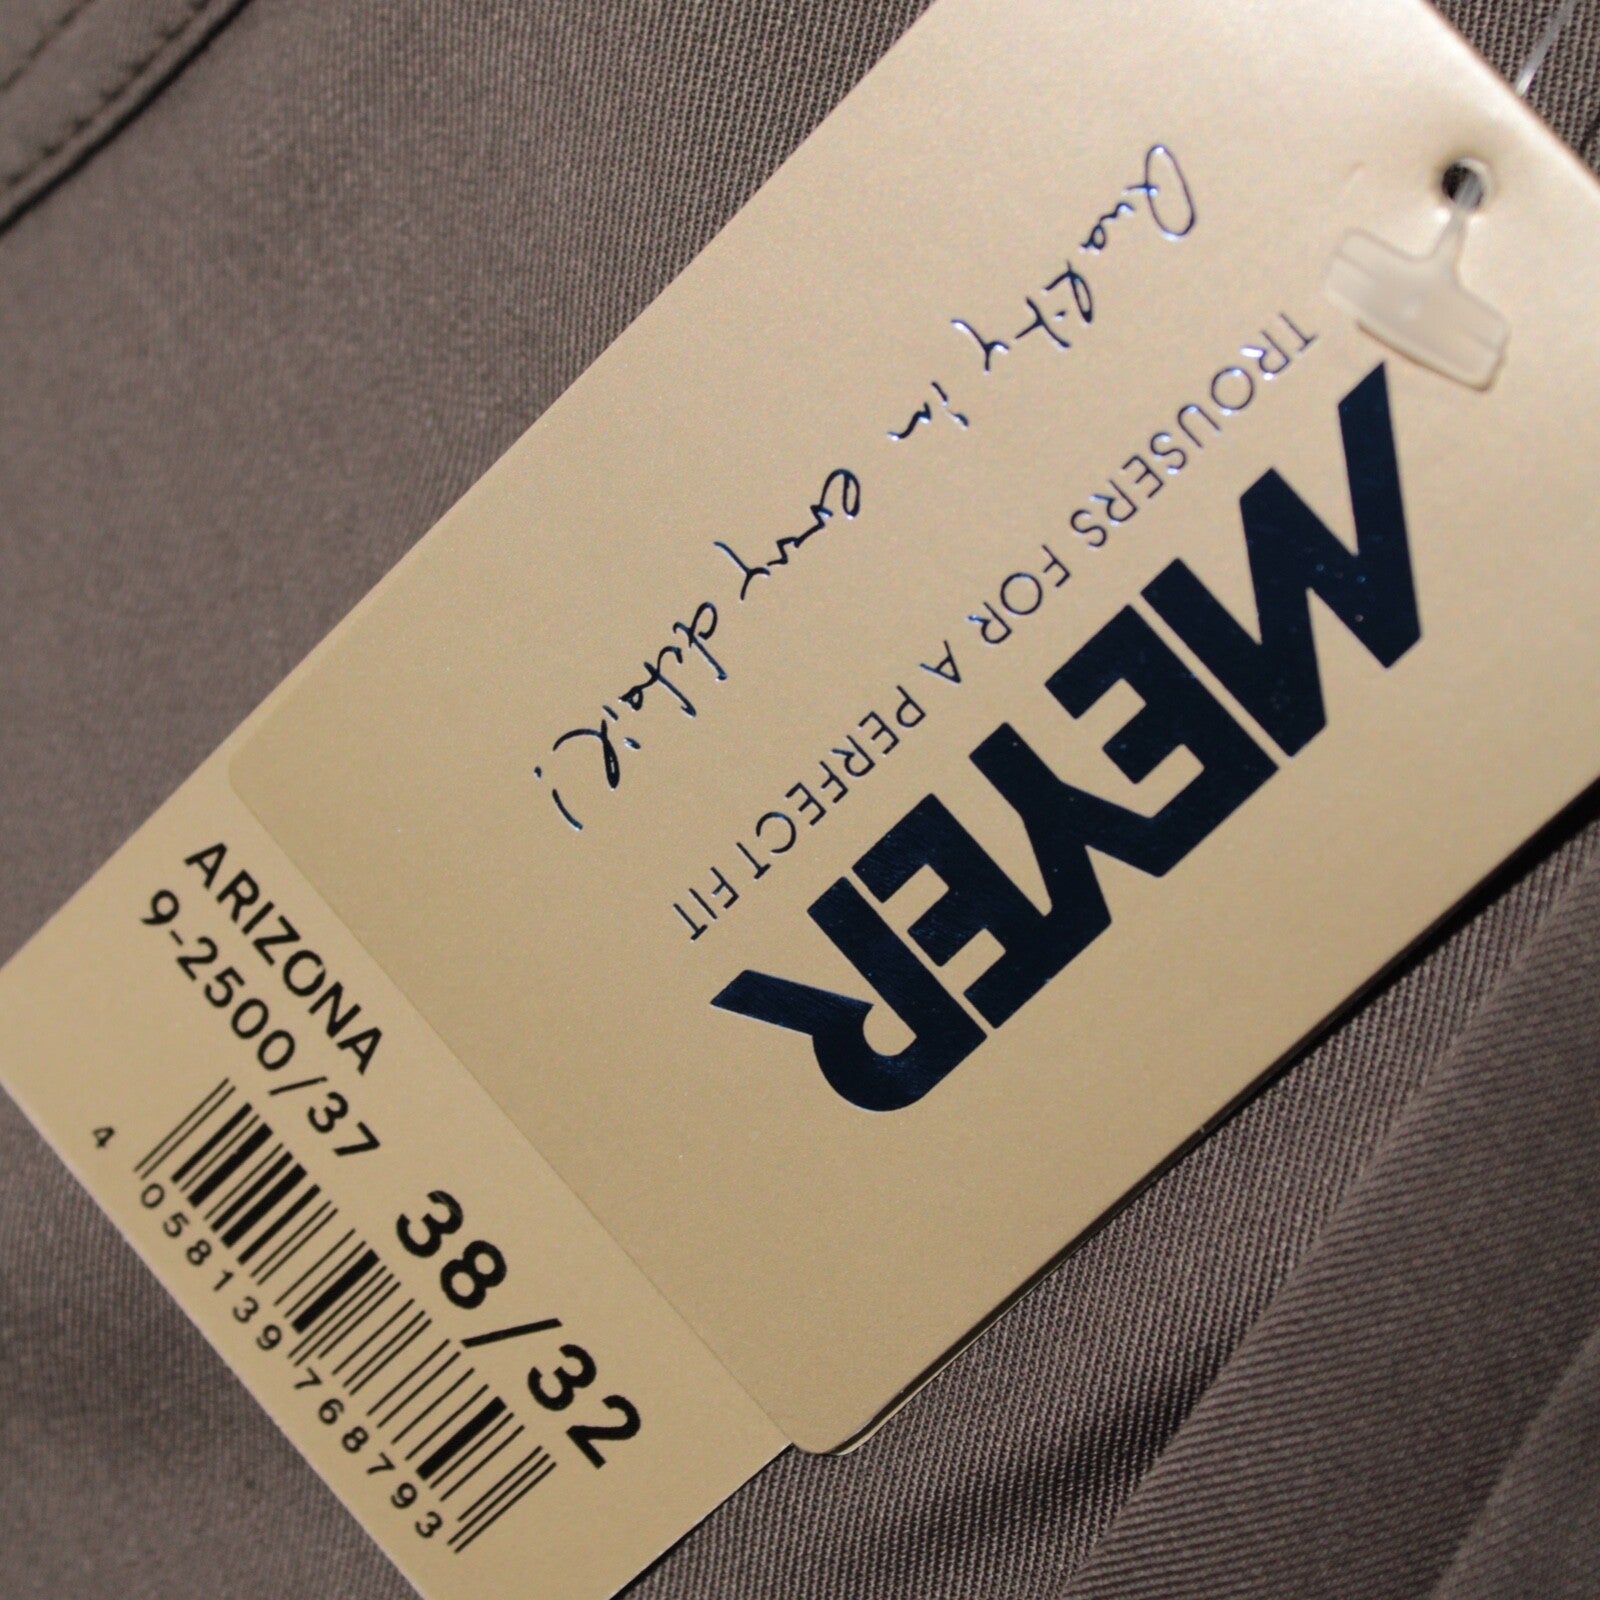 MEYER
TROUSERS FOR A PERFECT FIT
Quality in every detail!
ARIZONA
9-2500/37 38/32
4 058139 768793